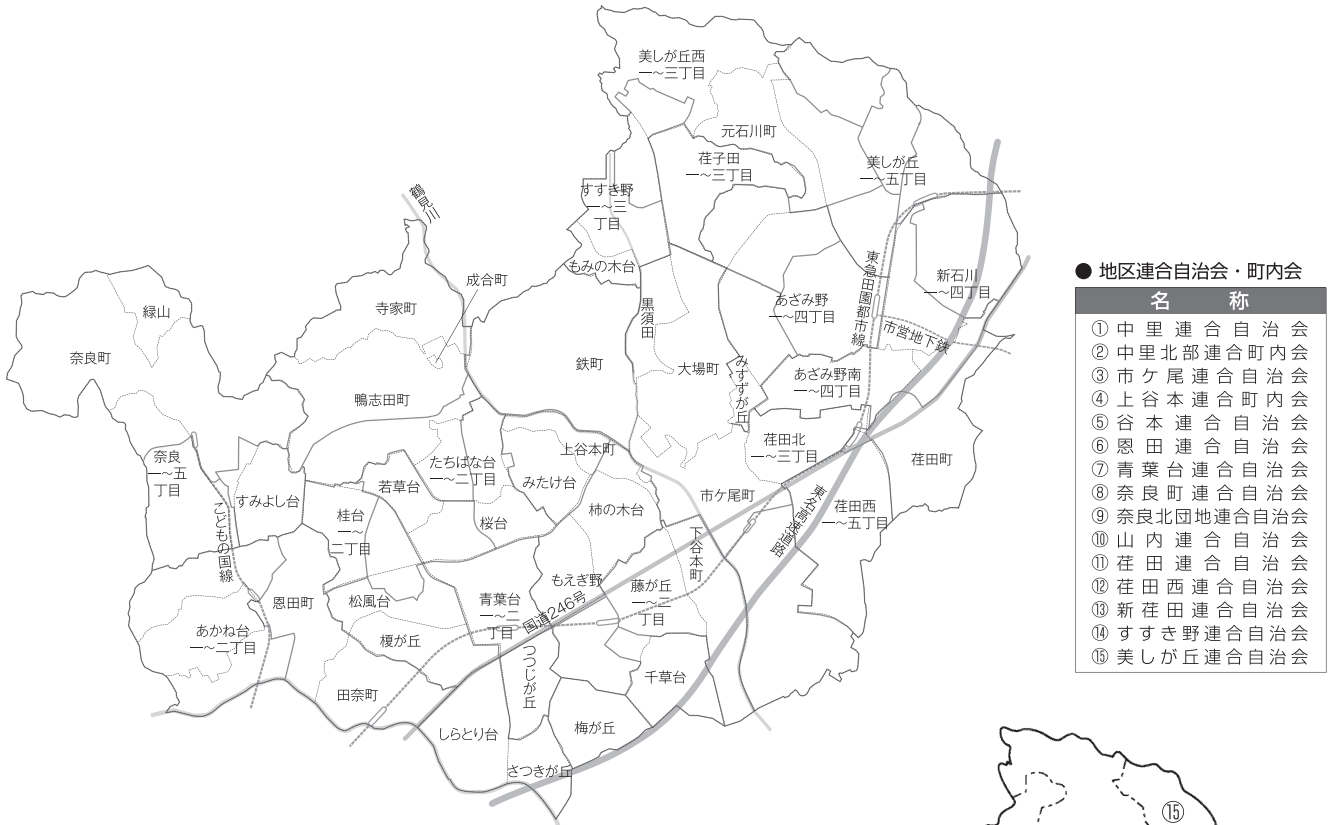 美しが丘西
一〜三丁目
元石川町
荏子田
一〜三丁目
美しが丘
一〜五丁目
すすき野
一〜三
丁目
鶴見川
もみの木台
成合町
東急田園都市線
新石川
一〜四丁目
緑山
寺家町
黒須田
あざみ野
一〜四丁目
市営地下鉄
奈良町
鉄町
大場町
みすずが丘
あざみ野南
一〜四丁目
鴨志田町
荏田北
一〜三丁目
荏田町
奈良
一〜五
丁目
すみよし台
若草台
たちばな台
一〜二丁目
上谷本町
みたけ台
柿の木台
市ケ尾町
東名高速道路
荏田西
一〜五丁目
こどもの国線
桂台
一〜
二丁目
桜台
下谷本町
恩田町
松風台
青葉台
一〜二
丁目
もえぎ野
国道246号
藤が丘
一〜二
丁目
あかね台
一〜二丁目
榎が丘
つつじが丘
千草台
田奈町
しらとり台
梅が丘
さつきが丘
● 地区連合自治会・町内会
名 称
① 中里連合自治会
② 中里北部連合町内会
③ 市ケ尾連合自治会
④ 上谷本連合町内会
⑤ 谷本連合自治会
⑥ 恩田連合自治会
⑦ 青葉台連合自治会
⑧ 奈良町連合自治会
⑨ 奈良北団地連合自治会
⑩ 山内連合自治会
⑪ 荏田連合自治会
⑫ 荏田西連合自治会
⑬ 新荏田連合自治会
⑭ すすき野連合自治会
⑮ 美しが丘連合自治会
⑮